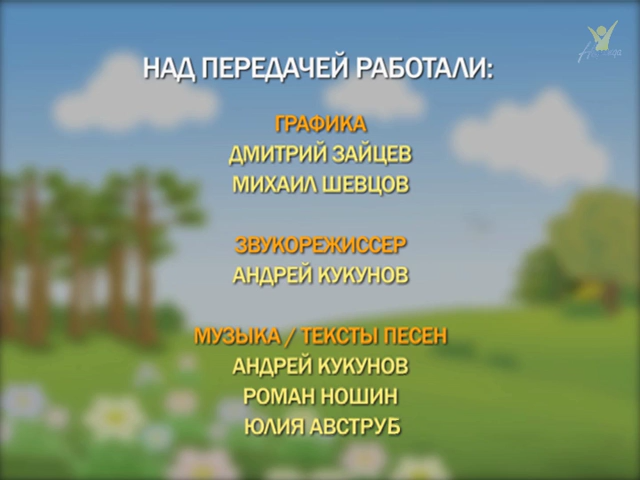 НАД ПЕРЕДАЧЕЙ РАБОТАЛИ:
ГРАФИКА
ДМИТРИЙ ЗАЙЦЕВ
МИХАИЛ ШЕВЦОВ
ЗВУКОРЕЖИССЕР
АНДРЕЙ КУКУНОВ
МУЗЫКА / ТЕКСТЫ ПЕСЕН
АНДРЕЙ КУКУНОВ
РОМАН НОШИН
ЮЛИЯ АВСТРУБ